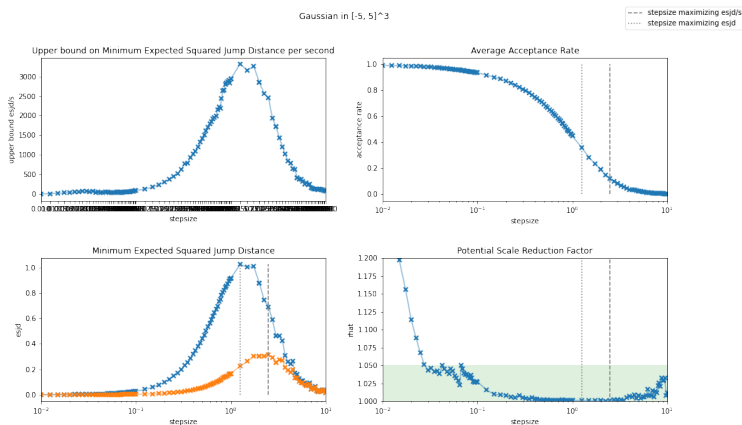 Gaussian in [-5, 5]^3
stepsize maximizing esjd/s
stepsize maximizing esjd
Upper bound on Minimum Expected Squared Jump Distance per second
upper bound esjd/s
3000
2500
2000
1500
1000
500
0
stepsize
Average Acceptance Rate
acceptance rate
1.0
0.8
0.6
0.4
0.2
0.0
10^-2
10^-1
10^0
10^1
stepsize
Minimum Expected Squared Jump Distance
esjd
1.0
0.8
0.6
0.4
0.2
0.0
10^-2
10^-1
10^0
10^1
stepsize
Potential Scale Reduction Factor
rhat
1.200
1.175
1.150
1.125
1.100
1.075
1.050
1.025
1.000
10^-2
10^-1
10^0
10^1
stepsize